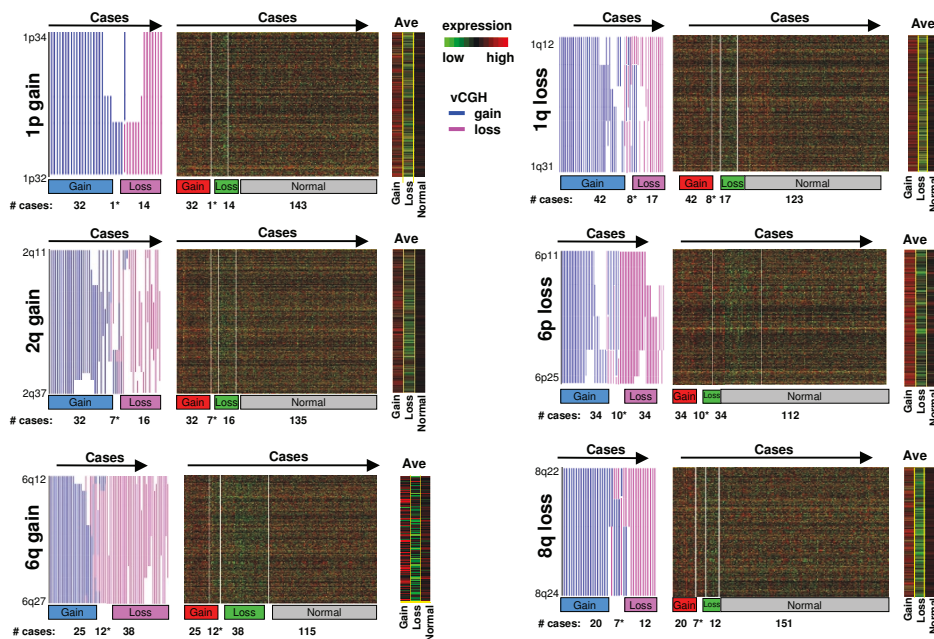 Cases
Cases
Ave
1p34
1p32
1p gain
Gain
Loss
Gain
Loss
Normal
Gain
Loss
Normal
# cases: 32 1* 14 32 1* 14 143
expression
low high
vCGH
gain
loss
Cases
Cases
Ave
1q12
1q31
1q loss
Gain
Loss
Gain
Loss
Normal
Gain
Loss
Normal
# cases: 42 8* 17 42 8* 17 123
Cases
Cases
Ave
2q11
2q37
2q gain
Gain
Loss
Gain
Loss
Normal
Gain
Loss
Normal
# cases: 32 7* 16 32 7* 16 135
Cases
Cases
Ave
6p11
6p25
6p loss
Gain
Loss
Gain
Loss
Normal
Gain
Loss
Normal
# cases: 34 10* 34 34 10* 34 112
Cases
Cases
Ave
6q12
6q27
6q gain
Gain
Loss
Gain
Loss
Normal
Gain
Loss
Normal
# cases: 25 12* 38 25 12* 38 115
Cases
Cases
Ave
8q22
8q24
8q loss
Gain
Loss
Gain
Loss
Normal
Gain
Loss
Normal
# cases: 20 7* 12 20 7* 12 151